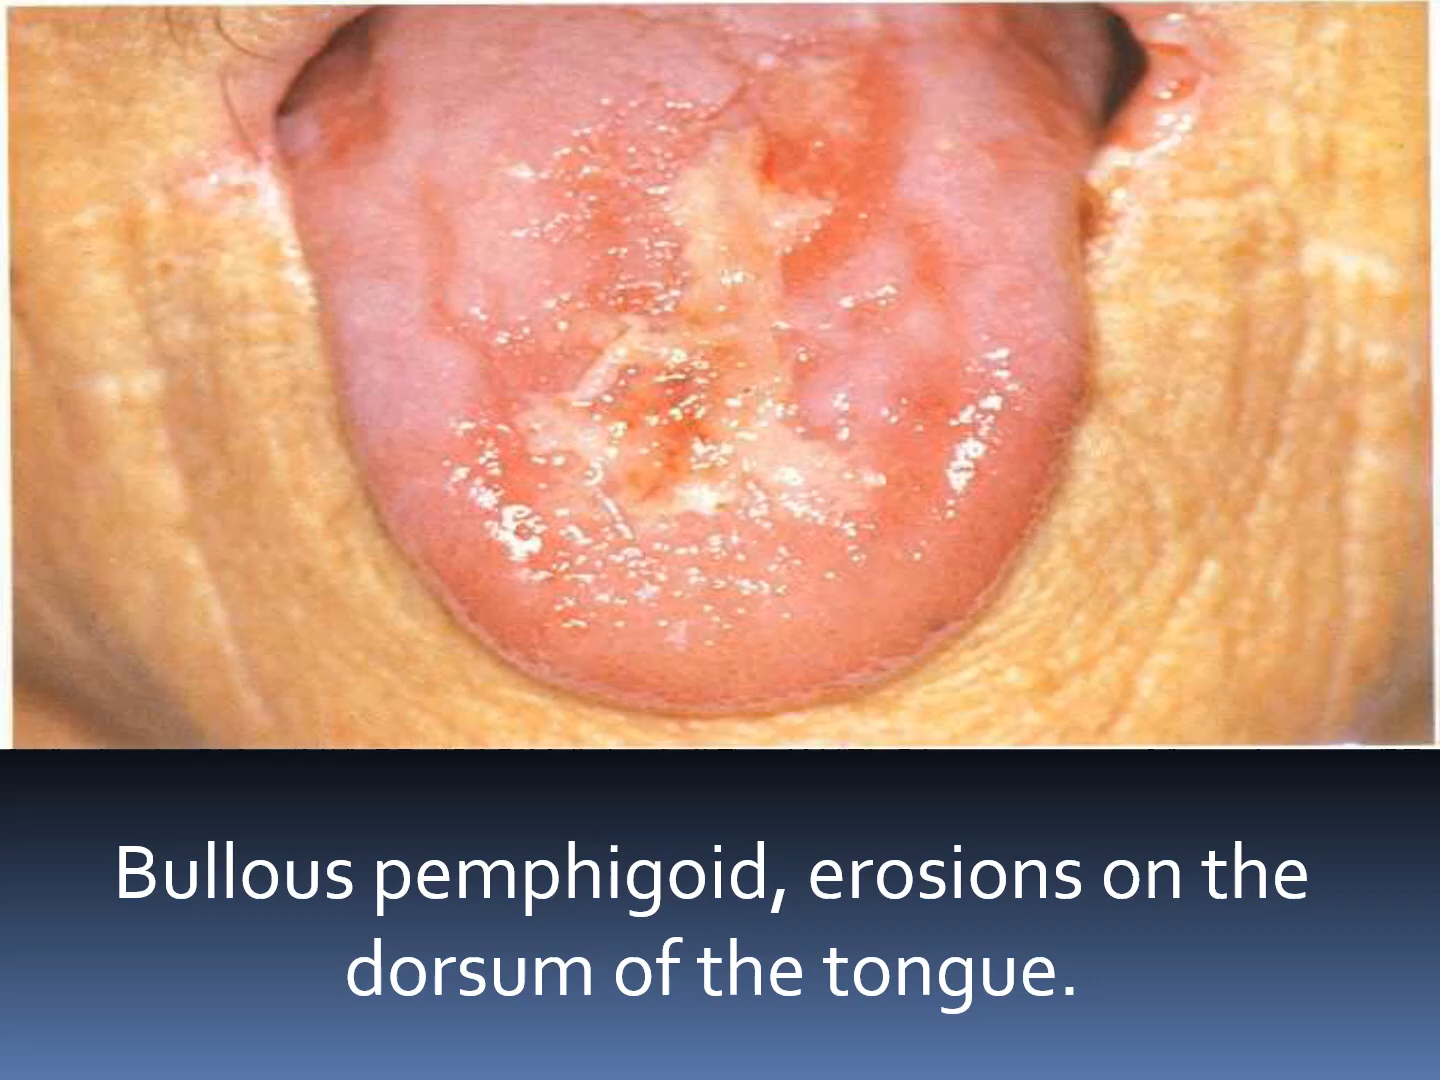 Bullous pemphigoid, erosions on the
dorsum of the tongue.